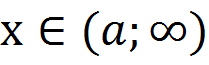 x ∈ (a; ∞)